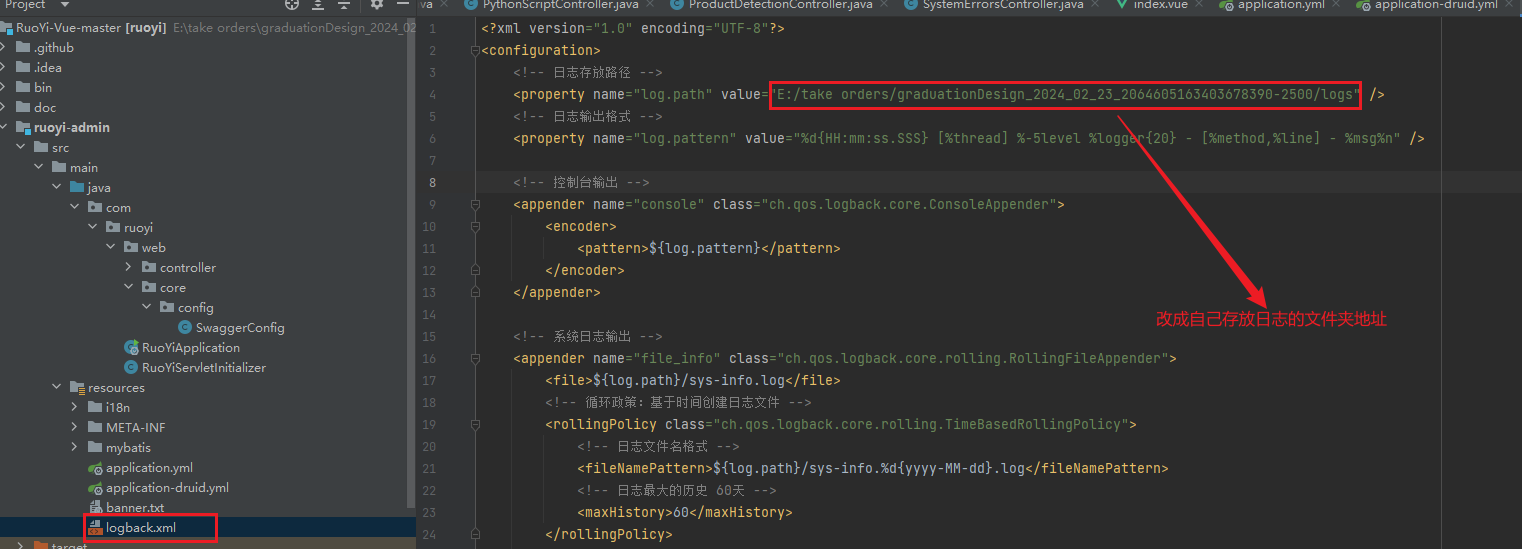 Project
va
PythonScriptController.java
ProductDetectionController.java
SystemErrorsController.java
index.vue
application.yml
application-druid.yml
RuoYi-Vue-master [ruoyi] E:\take orders\graduationDesign_2024_02
.github
.idea
bin
doc
ruoyi-admin
src
main
java
com
ruoyi
web
controller
core
config
SwaggerConfig
RuoYiApplication
RuoYiServletInitializer
resources
i18n
META-INF
mybatis
application.yml
application-druid.yml
banner.txt
logback.xml
target
1 <?xml version="1.0" encoding="UTF-8"?>
2 <configuration>
3 <!-- 日志存放路径 -->
4 <property name="log.path" value="E:/take orders/graduationDesign_2024_02_23_2064605163403678390-2500/logs" />
5 <!-- 日志输出格式 -->
6 <property name="log.pattern" value="%d{HH:mm:ss.SSS} [%thread] %-5level %logger{20} - [%method,%line] - %msg%n" />
7
8 <!-- 控制台输出 -->
9 <appender name="console" class="ch.qos.logback.core.ConsoleAppender">
10 <encoder>
11 <pattern>${log.pattern}</pattern>
12 </encoder>
13 </appender>
14
改成自己存放日志的文件夹地址
15 <!-- 系统日志输出 -->
16 <appender name="file_info" class="ch.qos.logback.core.rolling.RollingFileAppender">
17 <file>${log.path}/sys-info.log</file>
18 <!-- 循环政策：基于时间创建日志文件 -->
19 <rollingPolicy class="ch.qos.logback.core.rolling.TimeBasedRollingPolicy">
20 <!-- 日志文件名格式 -->
21 <fileNamePattern>${log.path}/sys-info.%d{yyyy-MM-dd}.log</fileNamePattern>
22 <!-- 日志最大的历史 60天 -->
23 <maxHistory>60</maxHistory>
24 </rollingPolicy>